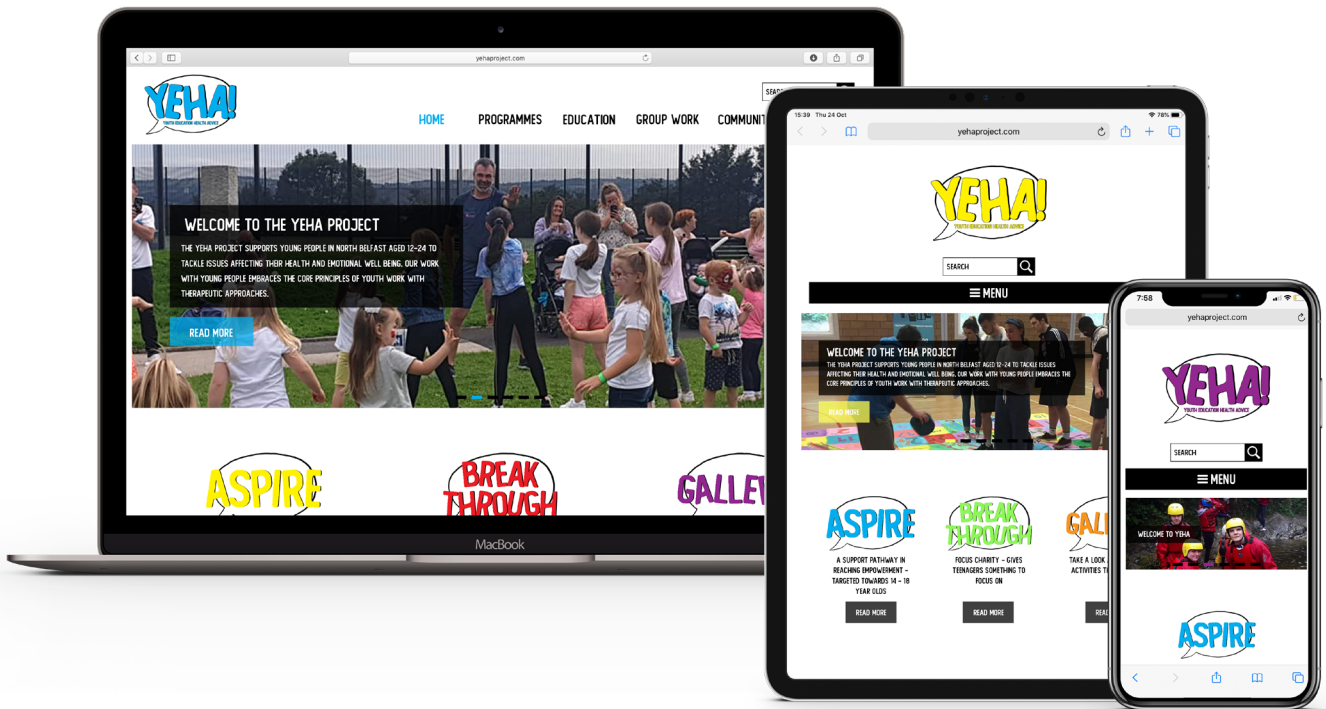 yehaproject.com
YEHA!
YOUTH EDUCATION HEALTH ADVICE
HOME PROGRAMMES EDUCATION GROUP WORK
WELCOME TO THE YEHA PROJECT
THE YEHA PROJECT SUPPORTS YOUNG PEOPLE IN NORTH BELFAST AGED 12-24 TO
TACKLE ISSUES AFFECTING THEIR HEALTH AND EMOTIONAL WELL BEING. OUR WORK
WITH YOUNG PEOPLE EMBRACES THE CORE PRINCIPLES OF YOUTH WORK WITH
THERAPEUTIC APPROACHES.
READ MORE
ASPIRE
BREAK
THROUGH
MacBook
15:39 Thu 24 Oct 78%
yehaproject.com
YEHA!
YOUTH EDUCATION HEALTH ADVICE
SEARCH
MENU
WELCOME TO THE YEHA PROJECT
THE YEHA PROJECT SUPPORTS YOUNG PEOPLE IN NORTH BELFAST AGED 12-24 TO TACKLE ISSUES
AFFECTING THEIR HEALTH AND EMOTIONAL WELL BEING. OUR WORK WITH YOUNG PEOPLE EMBRACES THE
CORE PRINCIPLES OF YOUTH WORK WITH THERAPEUTIC APPROACHES.
READ MORE
ASPIRE
A SUPPORT PATHWAY IN
REACHING EMPOWERMENT –
TARGETED TOWARDS 14 – 18
YEAR OLDS
READ MORE
BREAK
THROUGH
FOCUS CHARITY – GIVES
TEENAGERS SOMETHING TO
FOCUS ON
READ MORE
TAKE A LOOK
ACTIVITIES
7:58
yehaproject.com
YEHA!
YOUTH EDUCATION HEALTH ADVICE
SEARCH
MENU
WELCOME TO YEHA
ASPIRE